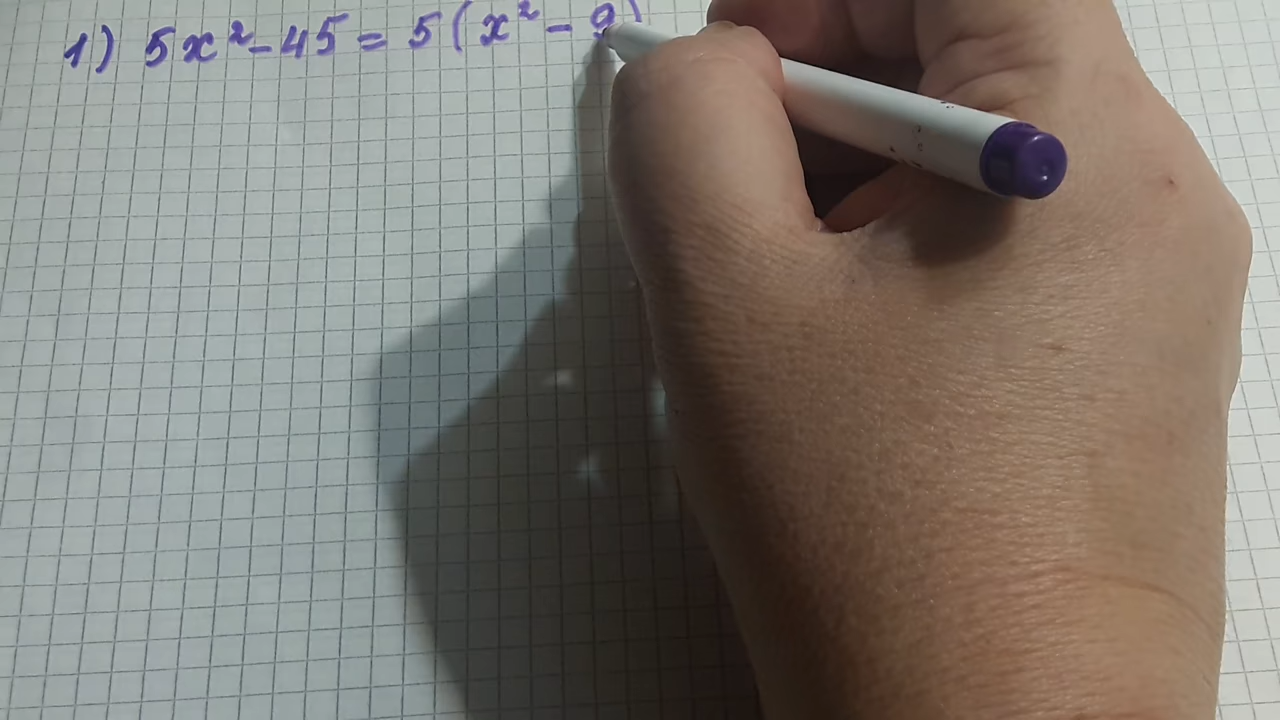 1) 5x² - 45 = 5(x² - 9)